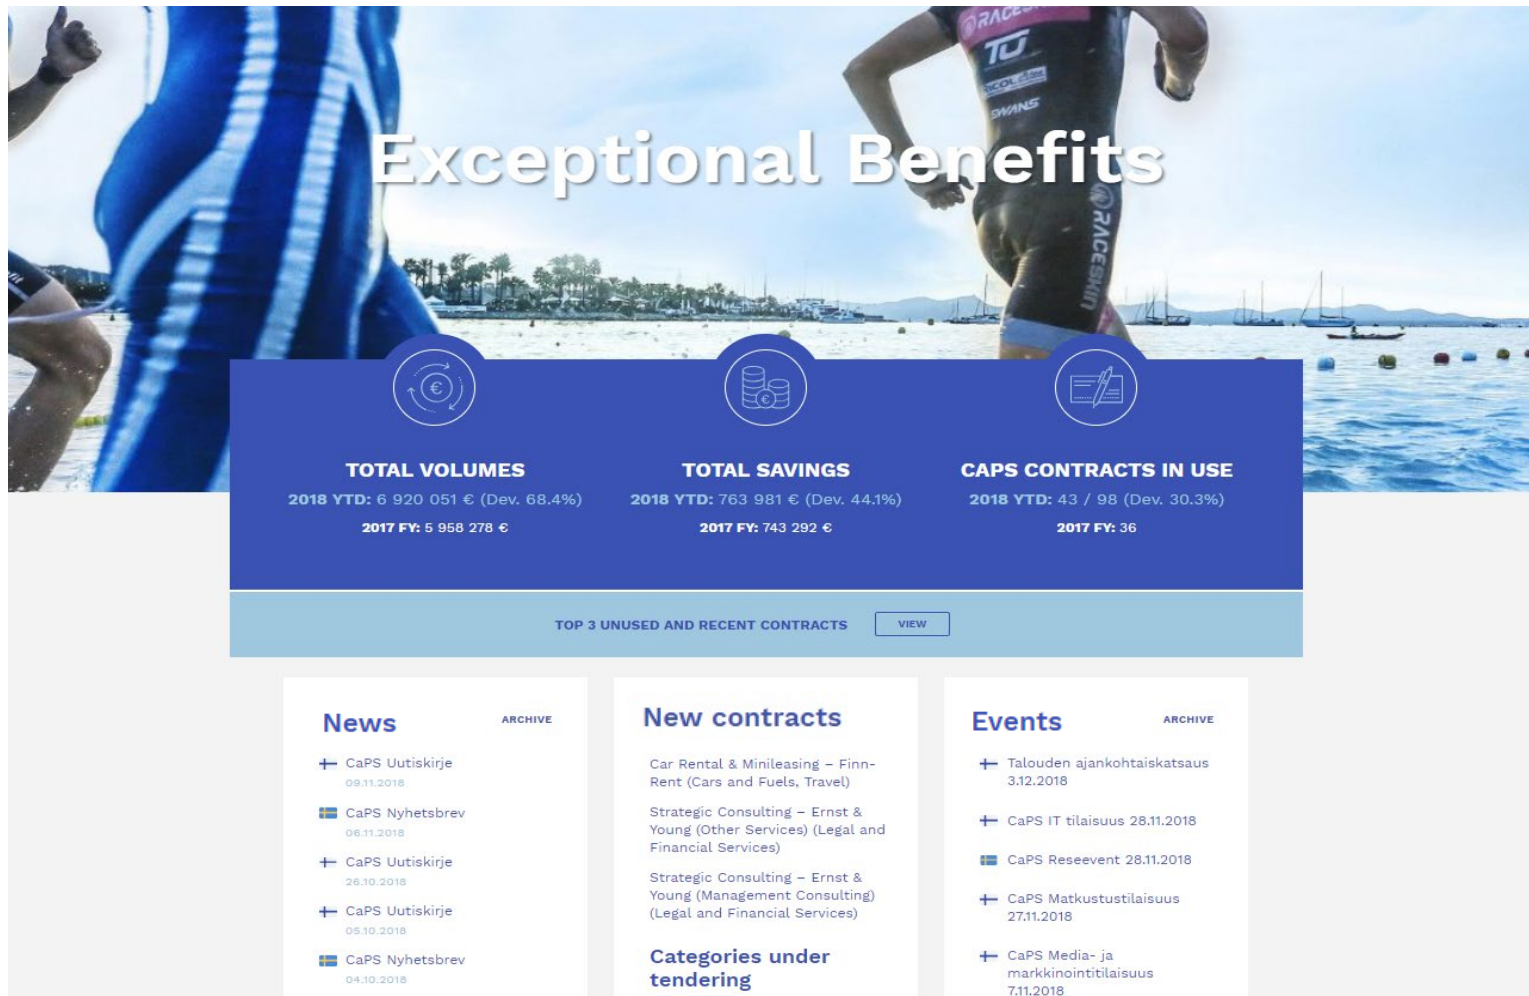 RACES
TU
SWANS
RACESKIN
Exceptional Benefits
TOTAL VOLUMES
2018 YTD: 6 920 051 € (Dev. 68.4%)
2017 FY: 5 958 278 €
TOTAL SAVINGS
2018 YTD: 763 981 € (Dev. 44.1%)
2017 FY: 743 292 €
CAPS CONTRACTS IN USE
2018 YTD: 43 / 98 (Dev. 30.3%)
2017 FY: 36
TOP 3 UNUSED AND RECENT CONTRACTS
VIEW
News
ARCHIVE
CaPS Uutiskirje
09.11.2018
CaPS Nyhetsbrev
06.11.2018
CaPS Uutiskirje
26.10.2018
CaPS Uutiskirje
05.10.2018
CaPS Nyhetsbrev
04.10.2018
New contracts
Car Rental & Minileasing – Finn-
Rent (Cars and Fuels, Travel)
Strategic Consulting – Ernst &
Young (Other Services) (Legal and
Financial Services)
Strategic Consulting – Ernst &
Young (Management Consulting)
(Legal and Financial Services)
Categories under
tendering
Events
ARCHIVE
Talouden ajankohtaiskatsaus
3.12.2018
CaPS IT tilaisuus 28.11.2018
CaPS Reseevent 28.11.2018
CaPS Matkustustilaisuus
27.11.2018
CaPS Media- ja
markkinointitilaisuus
7.11.2018